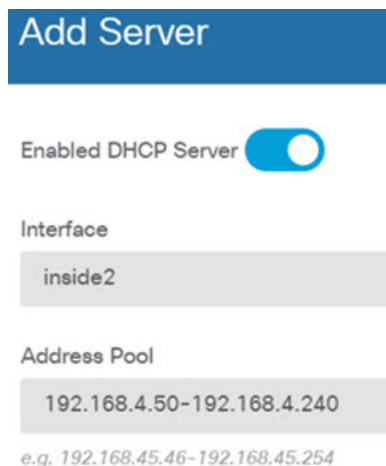 Add Server
Enabled DHCP Server
Interface
inside2
Address Pool
192.168.4.50-192.168.4.240
e.g. 192.168.45.46-192.168.45.254